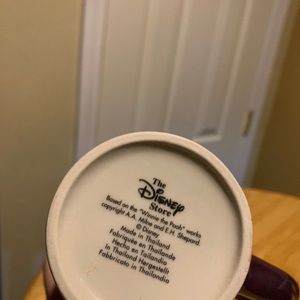 The
Disney
Store
Based on the "Winnie the Pooh" works
copyright A.A. Milne and E.H. Shepard
© Disney
Made in Thailand
Fabriquée en Thaïlande
Hecho en Tailandia
In Thailand Hergestellt
Fabbricato in Thailandia